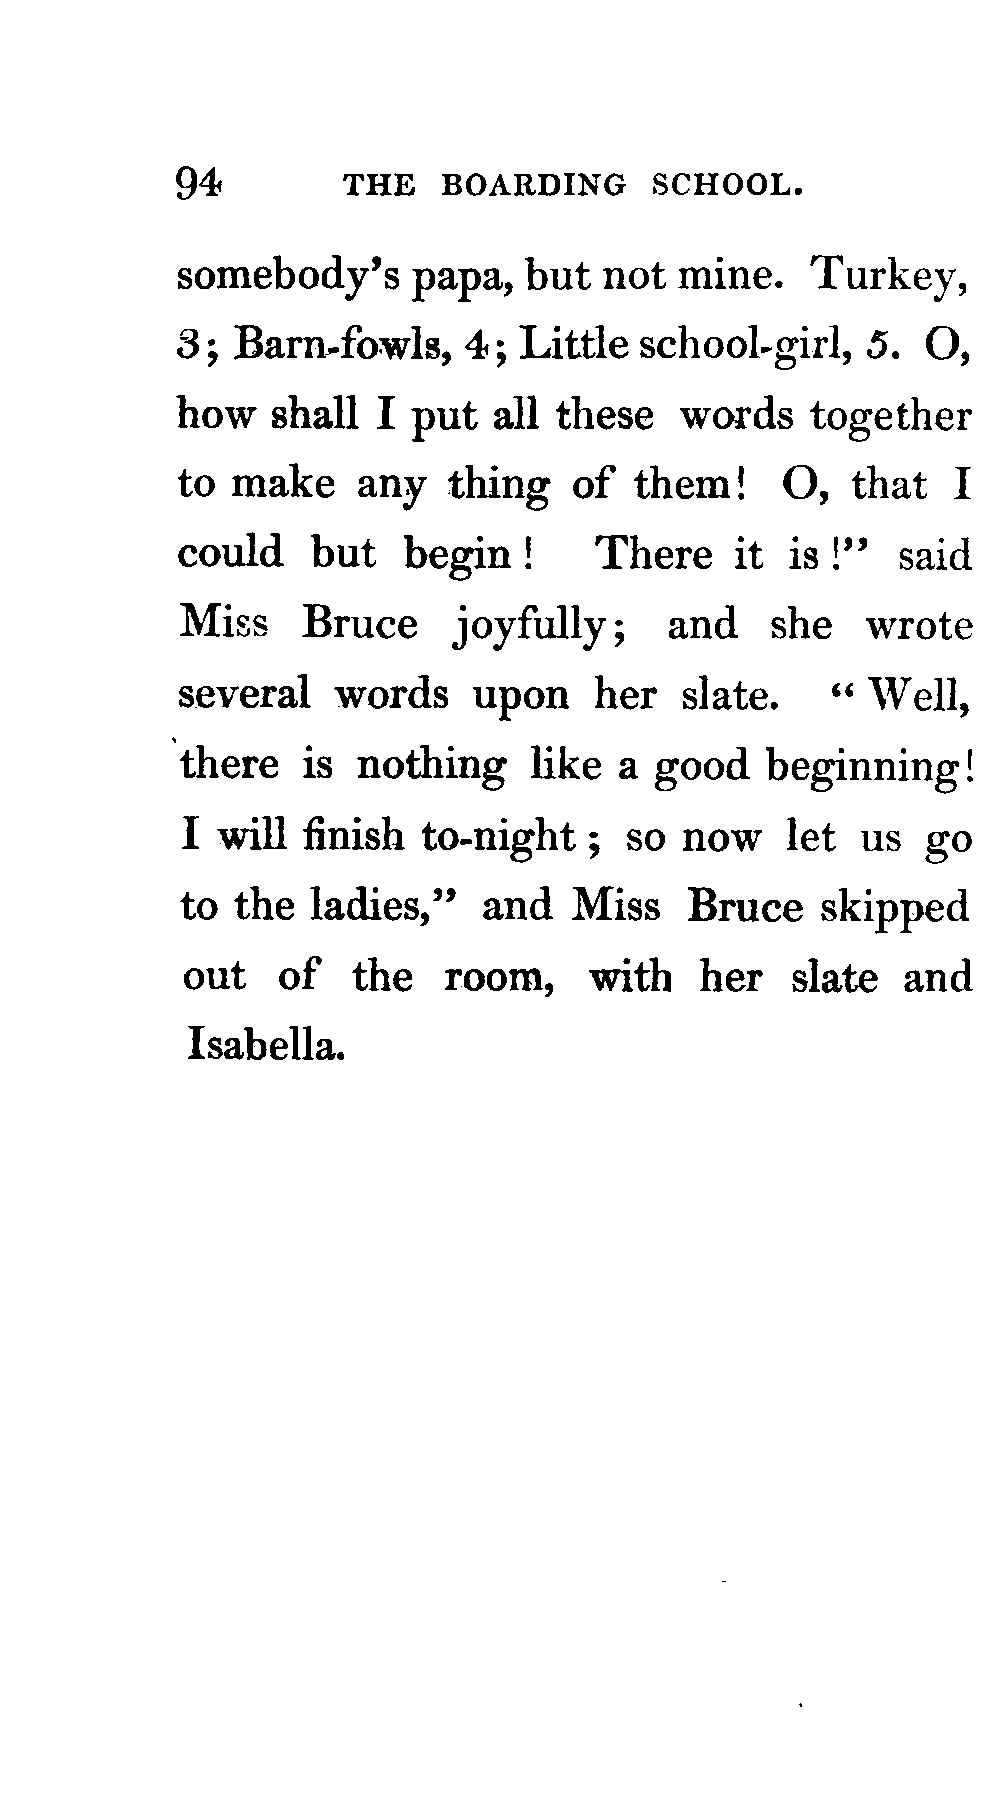 94 THE BOARDING SCHOOL.
somebody's papa, but not mine. Turkey,
3; Barn-fowls, 4; Little school-girl, 5. O,
how shall I put all these words together
to make any thing of them! O, that I
could but begin! There it is!" said
Miss Bruce joyfully; and she wrote
several words upon her slate. "Well,
there is nothing like a good beginning!
I will finish to-night; so now let us go
to the ladies," and Miss Bruce skipped
out of the room, with her slate and
Isabella.